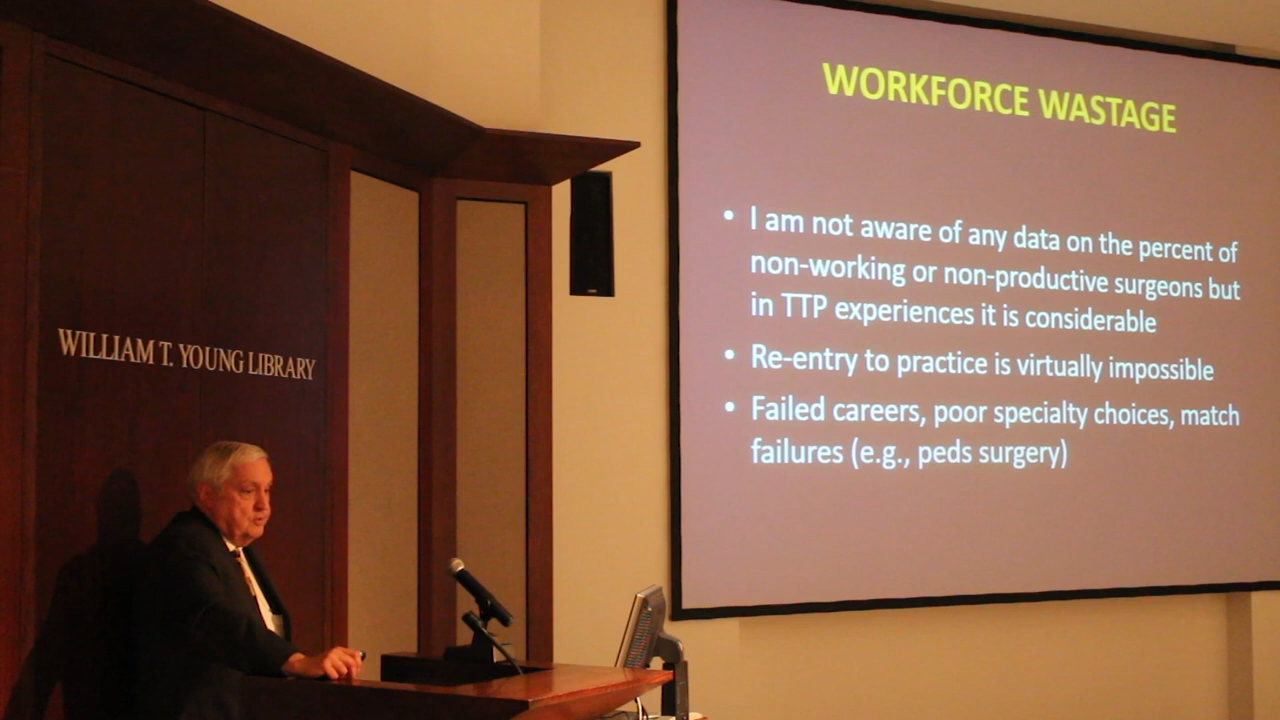 WILLIAM T. YOUNG LIBRARY
WORKFORCE WASTAGE
• I am not aware of any data on the percent of
non-working or non-productive surgeons but
in TTP experiences it is considerable
• Re-entry to practice is virtually impossible
• Failed careers, poor specialty choices, match
failures (e.g., peds surgery)